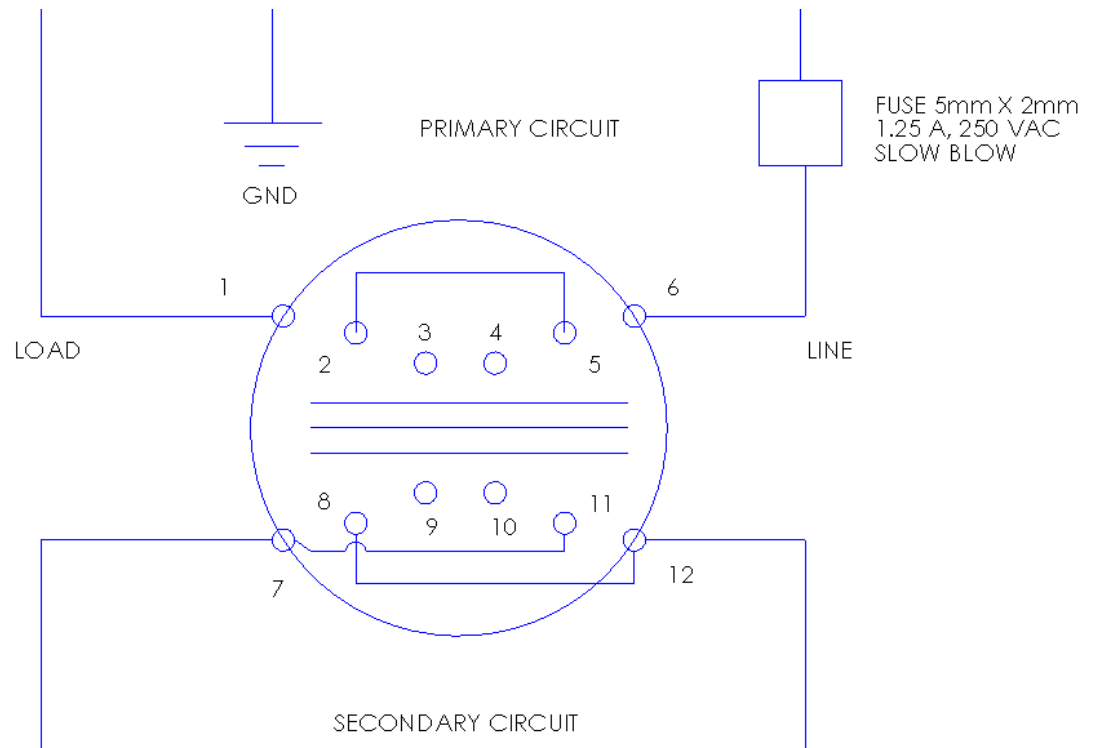 FUSE 5mm X 2mm
1.25 A, 250 VAC
SLOW BLOW
PRIMARY CIRCUIT
GND
1
6
LOAD
2
3
4
5
LINE
8
9
10
11
7
12
SECONDARY CIRCUIT